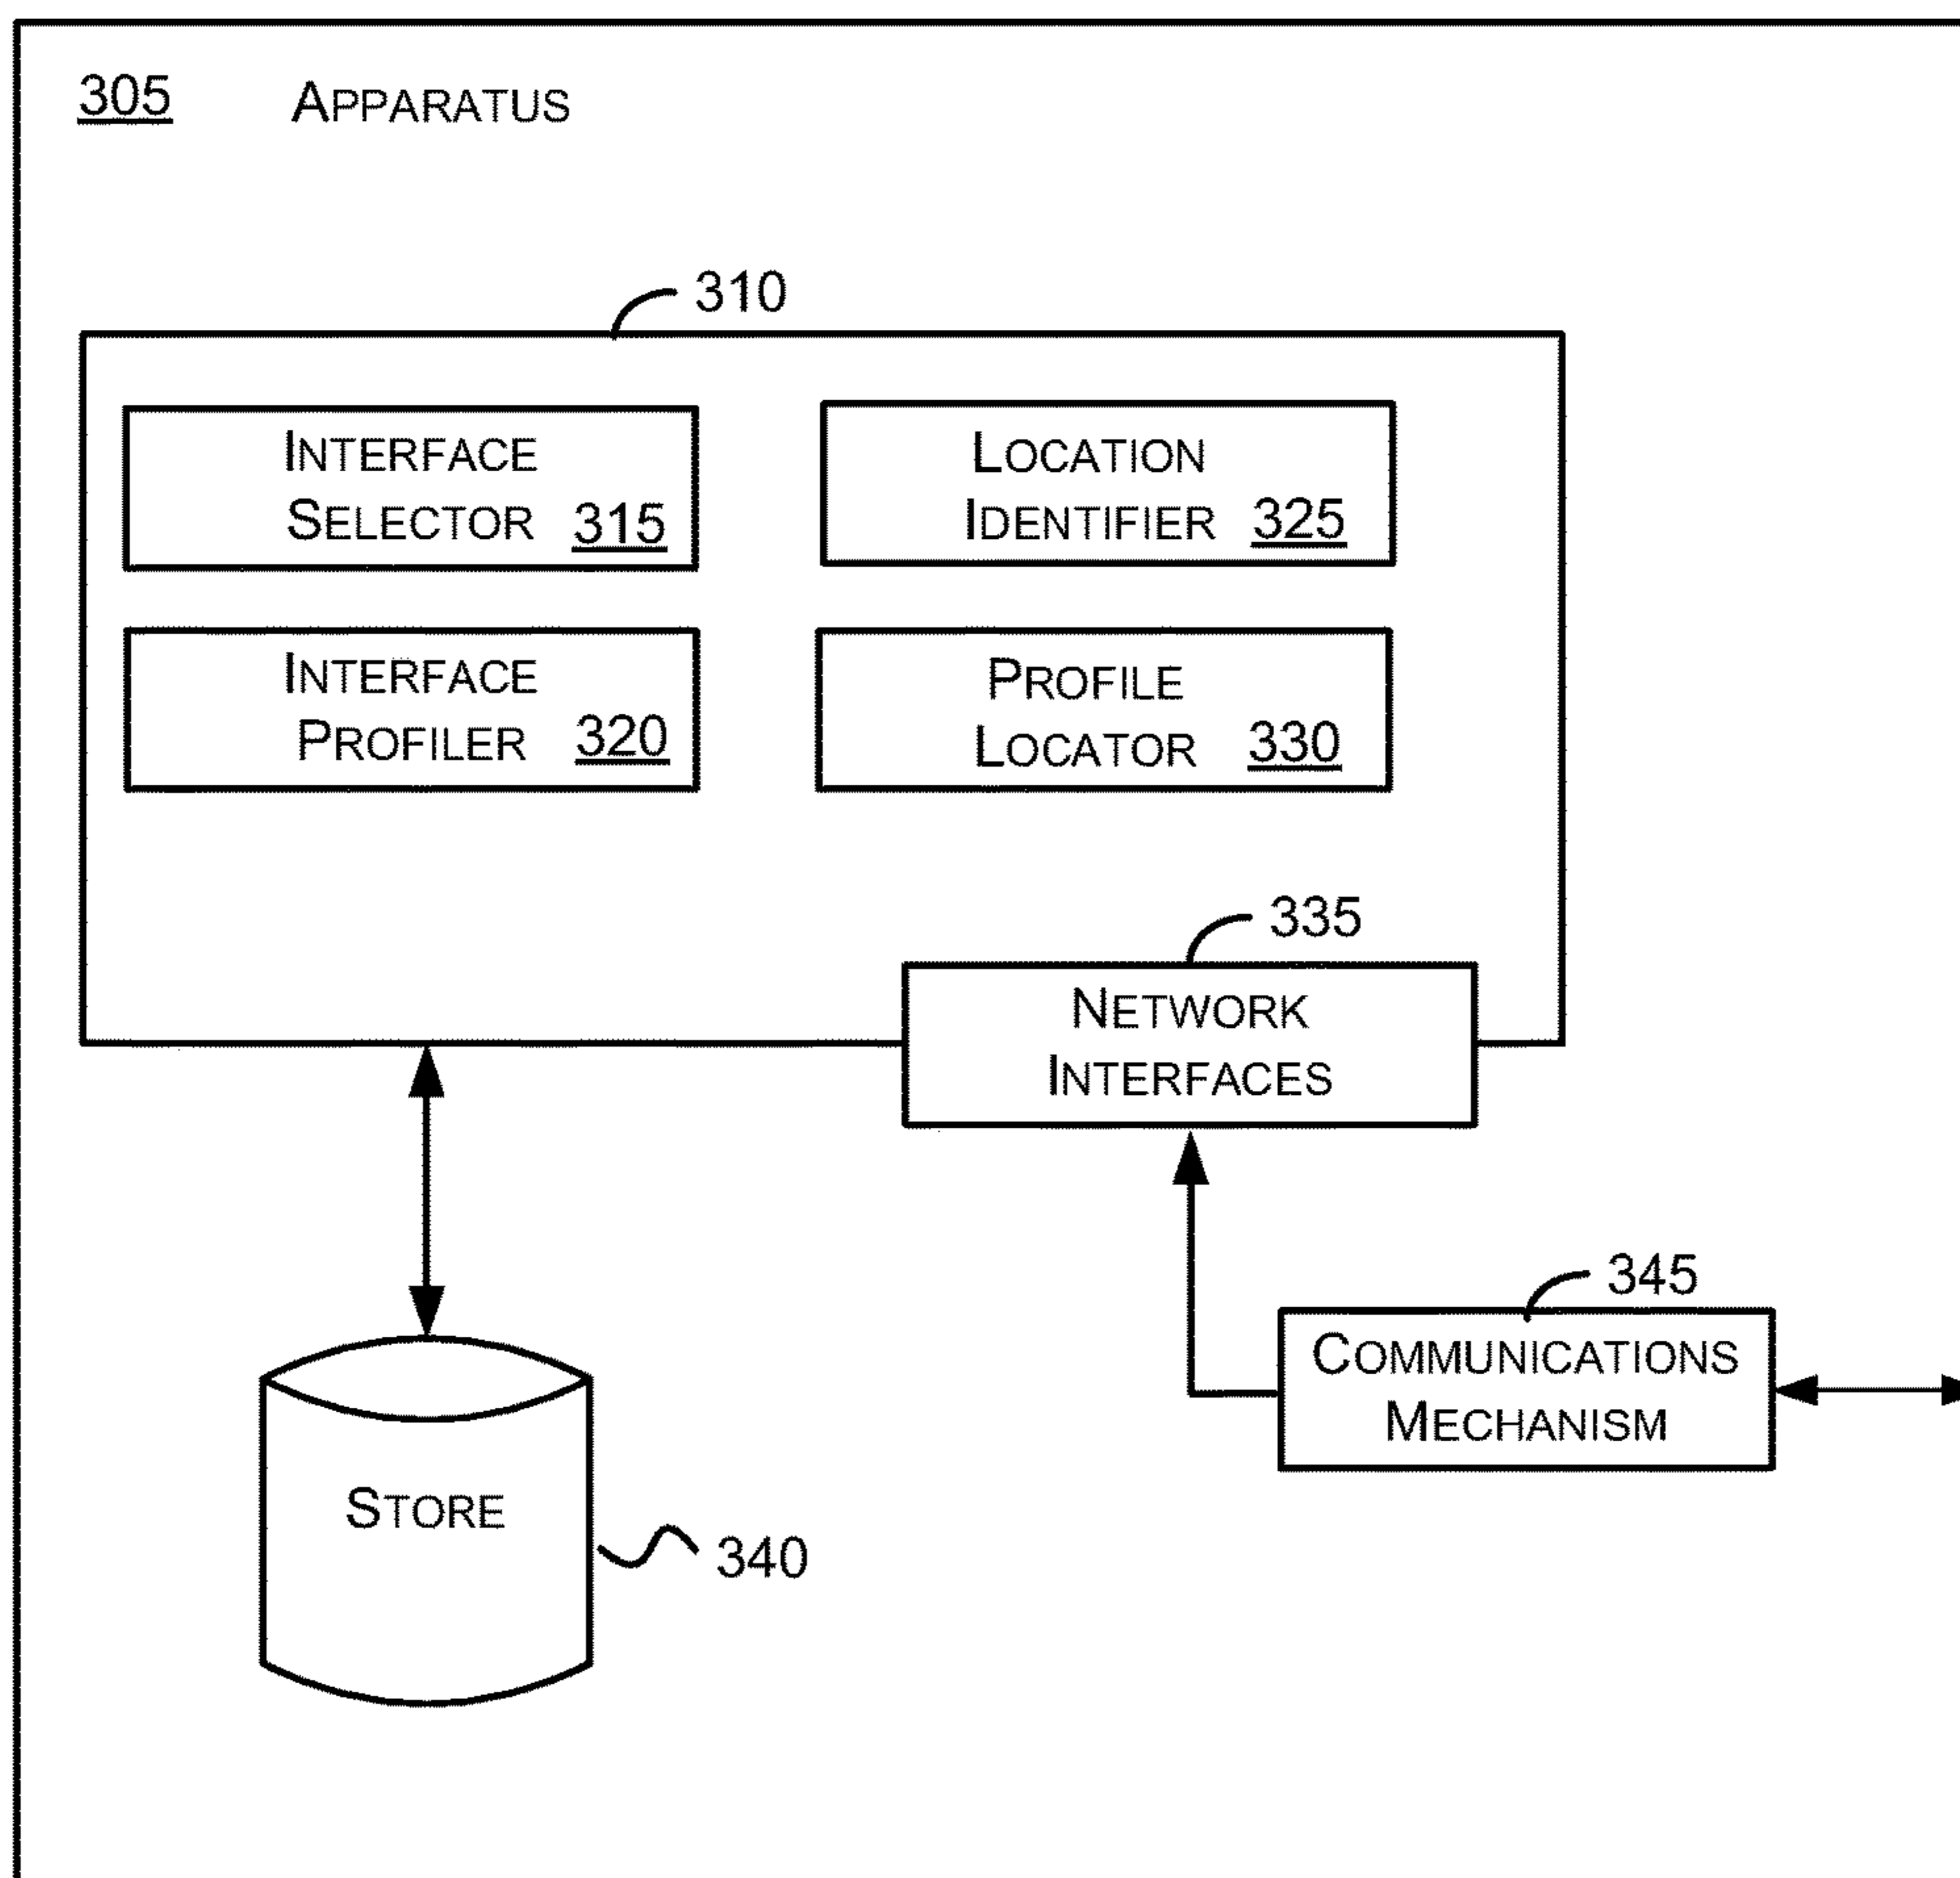 305 APPARATUS
310
INTERFACE
SELECTOR 315
LOCATION
IDENTIFIER 325
INTERFACE
PROFILER 320
PROFILE
LOCATOR 330
335
NETWORK
INTERFACES
345
COMMUNICATIONS
MECHANISM
STORE
340